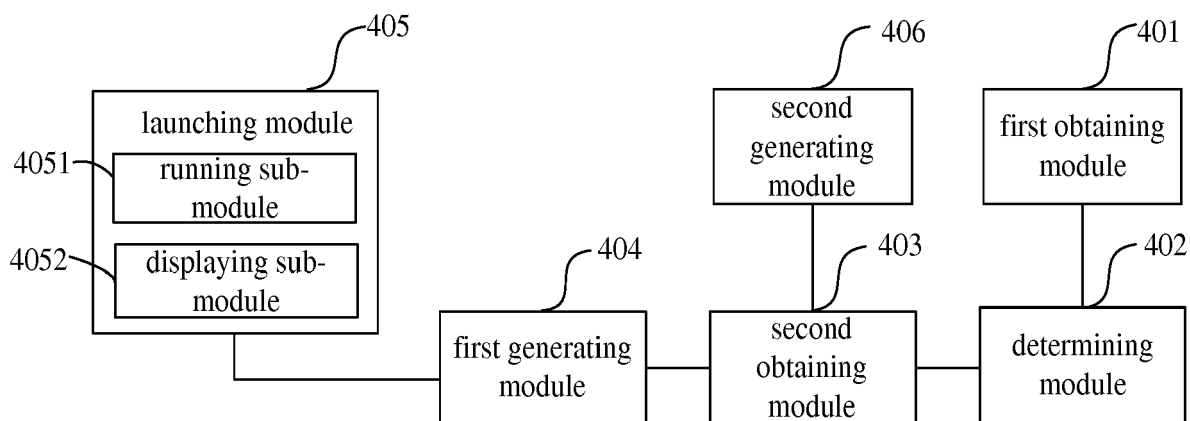 405
launching module
4051
running sub-
module
4052
displaying sub-
module
406
second
generating
module
401
first obtaining
module
404
first generating
module
403
second
obtaining
module
402
determining
module